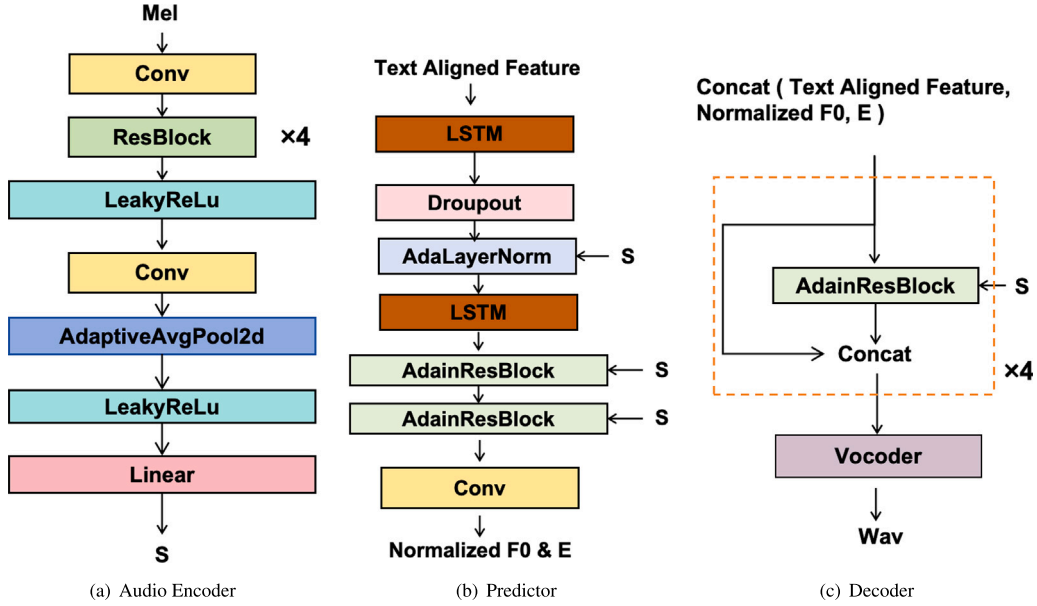 Mel
Conv
ResBlock
×4
LeakyReLu
Conv
AdaptiveAvgPool2d
LeakyReLu
Linear
S
(a) Audio Encoder
Text Aligned Feature
LSTM
Droupout
AdaLayerNorm
S
LSTM
AdainResBlock
S
AdainResBlock
S
Conv
Normalized F0 & E
(b) Predictor
Concat ( Text Aligned Feature,
Normalized F0, E )
AdainResBlock
S
Concat
×4
Vocoder
Wav
(c) Decoder